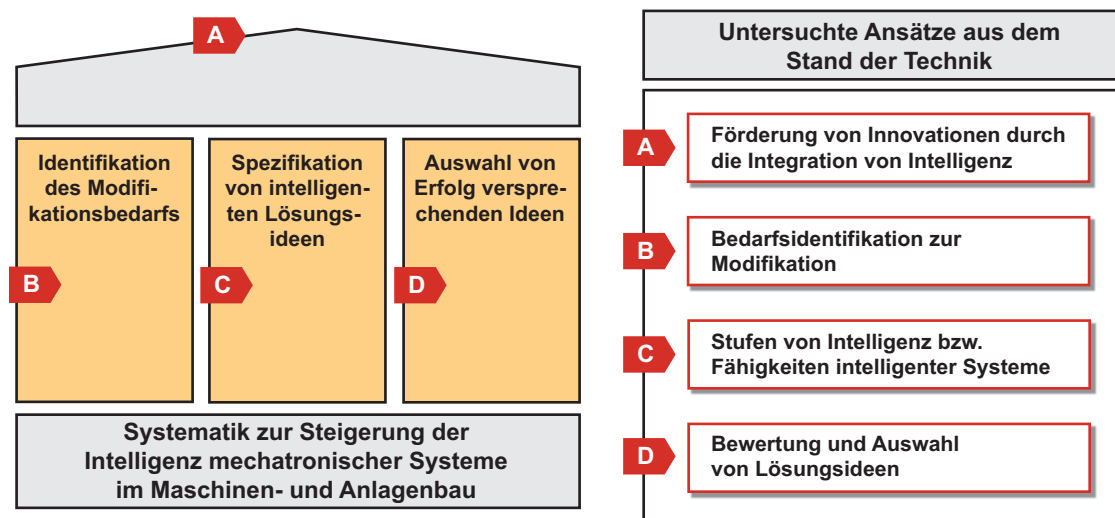 A
Identifikation
des Modifi-
kationsbedarfs
B
Spezifikation
von intelligen-
ten Lösungs-
ideen
C
Auswahl von
Erfolg verspre-
chenden Ideen
D
Systematik zur Steigerung der
Intelligenz mechatronischer Systeme
im Maschinen- und Anlagenbau
Untersuchte Ansätze aus dem
Stand der Technik
A
Förderung von Innovationen durch
die Integration von Intelligenz
B
Bedarfsidentifikation zur
Modifikation
C
Stufen von Intelligenz bzw.
Fähigkeiten intelligenter Systeme
D
Bewertung und Auswahl
von Lösungsideen